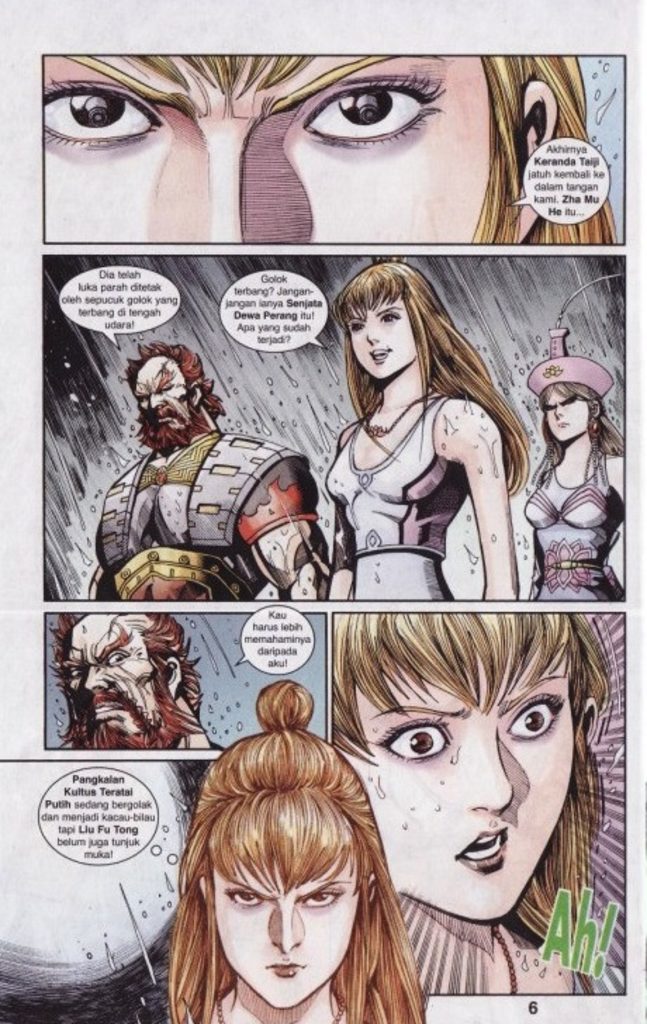 Akhirnya
Keranda Taiji
jatuh kembali ke
dalam tangan
kami. Zha Mu
He itu...
Dia telah
luka parah ditetak
oleh sepucuk golok yang
terbang di tengah
udara!
Golok
terbang? Jangan-
jangan ianya Senjata
Dewa Perang itu!
Apa yang sudah
terjadi?
Kau
harus lebih
memahaminya
daripada
aku!
Pangkalan
Kultus Teratai
Putih sedang bergolak
dan menjadi kacau-bilau
tapi Liu Fu Tong
belum juga tunjuk
muka!
Ah!
6